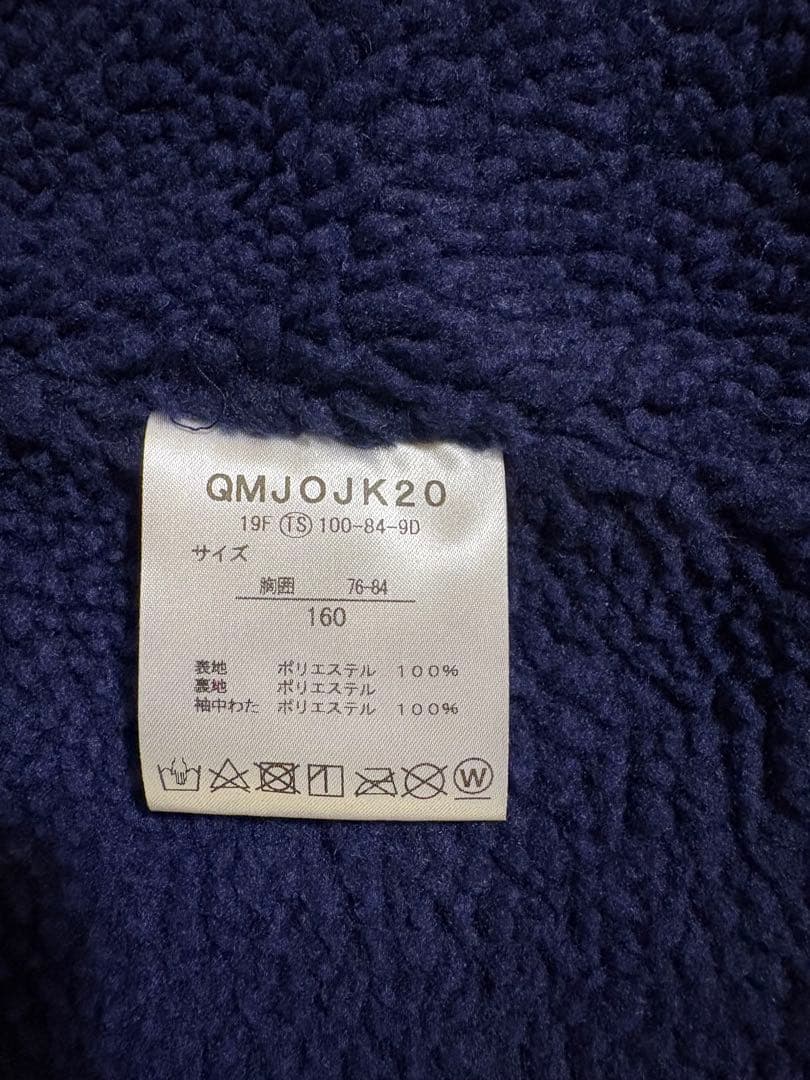 QMJOJK20
19F TS 100-84-9D
サイズ
胸囲 76-84
160
表地 ポリエステル 100%
裏地 ポリエステル
袖中わた ポリエステル 100%
W